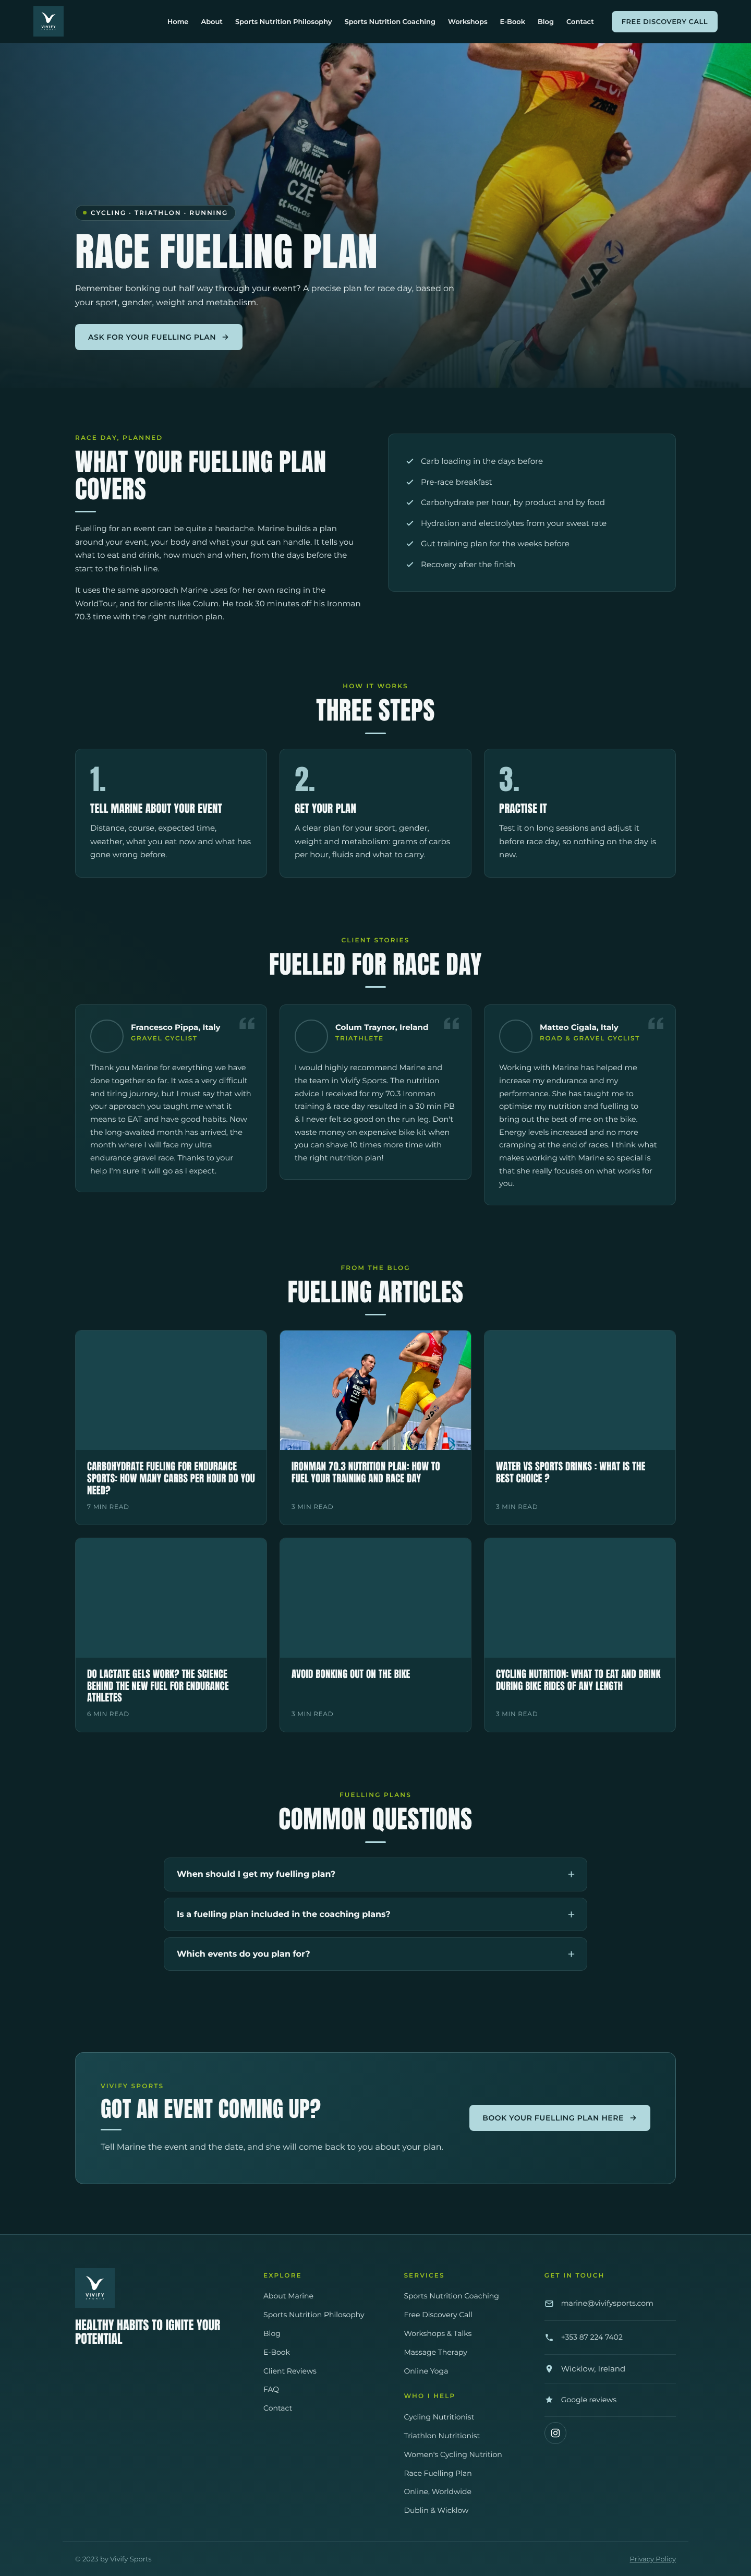 VIVIFY
SPORTS
Home About Sports Nutrition Philosophy Sports Nutrition Coaching Workshops E-Book Blog Contact FREE DISCOVERY CALL
MICHALEC
CZE
KALAS
CYCLING · TRIATHLON · RUNNING
RACE FUELLING PLAN
Remember bonking out half way through your event? A precise plan for race day, based on
your sport, gender, weight and metabolism.
ASK FOR YOUR FUELLING PLAN →
RACE DAY, PLANNED
WHAT YOUR FUELLING PLAN
COVERS
Fuelling for an event can be quite a headache. Marine builds a plan
around your event, your body and what your gut can handle. It tells you
what to eat and drink, how much and when, from the days before the
start to the finish line.
It uses the same approach Marine uses for her own racing in the
WorldTour, and for clients like Colum. He took 30 minutes off his Ironman
70.3 time with the right nutrition plan.
Carb loading in the days before
Pre-race breakfast
Carbohydrate per hour, by product and by food
Hydration and electrolytes from your sweat rate
Gut training plan for the weeks before
Recovery after the finish
HOW IT WORKS
THREE STEPS
1.
TELL MARINE ABOUT YOUR EVENT
Distance, course, expected time,
weather, what you eat now and what has
gone wrong before.
2.
GET YOUR PLAN
A clear plan for your sport, gender,
weight and metabolism: grams of carbs
per hour, fluids and what to carry.
3.
PRACTISE IT
Test it on long sessions and adjust it
before race day, so nothing on the day is
new.
CLIENT STORIES
FUELLED FOR RACE DAY
Francesco Pippa, Italy
GRAVEL CYCLIST
Thank you Marine for everything we have
done together so far. It was a very difficult
and tiring journey, but I must say that with
your approach you taught me what it
means to EAT and have good habits. Now
the long-awaited month has arrived, the
month where I will face my ultra
endurance gravel race. Thanks to your
help I'm sure it will go as I expect.
Colum Traynor, Ireland
TRIATHLETE
I would highly recommend Marine and
the team in Vivify Sports. The nutrition
advice I received for my 70.3 Ironman
training & race day resulted in a 30 min PB
& I never felt so good on the run leg. Don't
waste money on expensive bike kit when
you can shave 10 times more time with
the right nutrition plan!
Matteo Cigala, Italy
ROAD & GRAVEL CYCLIST
Working with Marine has helped me
increase my endurance and my
performance. She has taught me to
optimise my nutrition and fuelling to
bring out the best of me on the bike.
Energy levels increased and no more
cramping at the end of races. I think what
makes working with Marine so special is
that she really focuses on what works for
you.
FROM THE BLOG
FUELLING ARTICLES
CARBOHYDRATE FUELING FOR ENDURANCE
SPORTS: HOW MANY CARBS PER HOUR DO YOU
NEED?
7 MIN READ
IRONMAN 70.3 NUTRITION PLAN: HOW TO
FUEL YOUR TRAINING AND RACE DAY
3 MIN READ
WATER VS SPORTS DRINKS : WHAT IS THE
BEST CHOICE ?
3 MIN READ
DO LACTATE GELS WORK? THE SCIENCE
BEHIND THE NEW FUEL FOR ENDURANCE
ATHLETES
6 MIN READ
AVOID BONKING OUT ON THE BIKE
3 MIN READ
CYCLING NUTRITION: WHAT TO EAT AND DRINK
DURING BIKE RIDES OF ANY LENGTH
3 MIN READ
FUELLING PLANS
COMMON QUESTIONS
When should I get my fuelling plan? +
Is a fuelling plan included in the coaching plans? +
Which events do you plan for? +
VIVIFY SPORTS
GOT AN EVENT COMING UP?
Tell Marine the event and the date, and she will come back to you about your plan.
BOOK YOUR FUELLING PLAN HERE →
VIVIFY
SPORTS
HEALTHY HABITS TO IGNITE YOUR
POTENTIAL
EXPLORE
About Marine
Sports Nutrition Philosophy
Blog
E-Book
Client Reviews
FAQ
Contact
SERVICES
Sports Nutrition Coaching
Free Discovery Call
Workshops & Talks
Massage Therapy
Online Yoga
WHO I HELP
Cycling Nutritionist
Triathlon Nutritionist
Women's Cycling Nutrition
Race Fuelling Plan
Online, Worldwide
Dublin & Wicklow
GET IN TOUCH
marine@vivifysports.com
+353 87 224 7402
Wicklow, Ireland
Google reviews
© 2023 by Vivify Sports
Privacy Policy